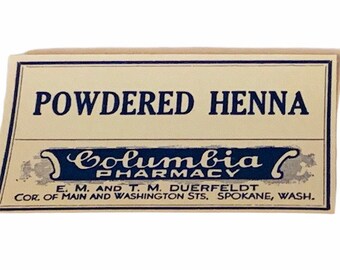 POWDERED HENNA
Columbia
PHARMACY
E. M. AND T. M. DUERFELDT
COR. OF MAIN AND WASHINGTON STS. SPOKANE, WASH.